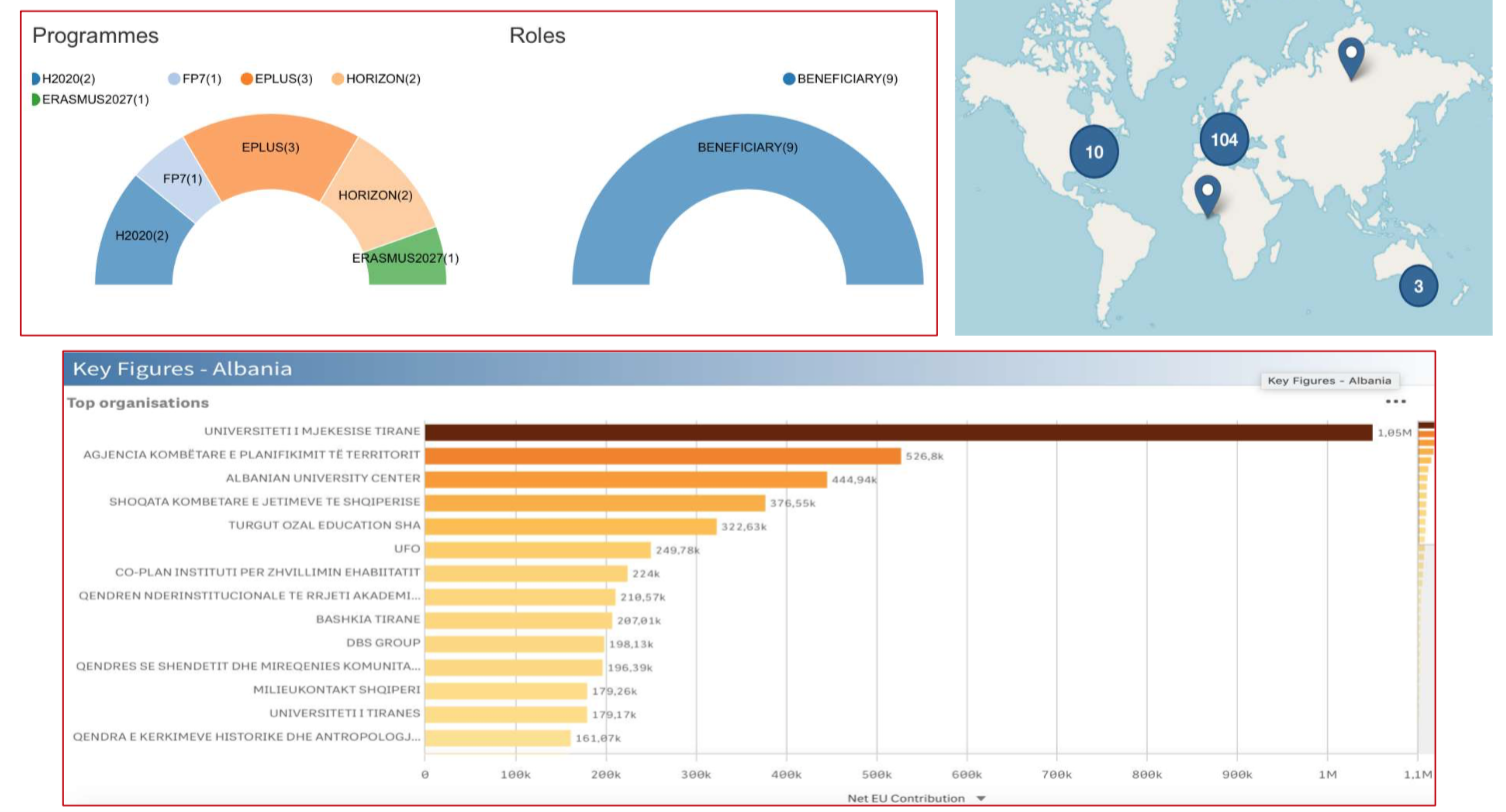 Programmes
H2020(2)
FP7(1)
EPLUS(3)
HORIZON(2)
ERASMUS2027(1)
EPLUS(3)
FP7(1)
HORIZON(2)
H2020(2)
ERASMUS2027(1)
Roles
BENEFICIARY(9)
BENEFICIARY(9)
10
104
3
Key Figures - Albania
Key Figures - Albania
Top organisations
UNIVERSITETI I MJEKESISE TIRANE 1,05M
AGJENCIA KOMBËTARE E PLANIFIKIMIT TË TERRITORIT 526,8k
ALBANIAN UNIVERSITY CENTER 444,94k
SHOQATA KOMBETARE E JETIMEVE TE SHQIPERISE 376,55k
TURGUT OZAL EDUCATION SHA 322,63k
UFO 249,78k
CO-PLAN INSTITUTI PER ZHVILLIMIN EHABIITATIT 224k
QENDREN NDERINSTITUCIONALE TE RRJETI AKADEMI... 210,57k
BASHKIA TIRANE 207,01k
DBS GROUP 198,13k
QENDRES SE SHENDETIT DHE MIREQENIES KOMUNITA... 196,39k
MILIEUKONTAKT SHQIPERI 179,26k
UNIVERSITETI I TIRANES 179,17k
QENDRA E KERKIMEVE HISTORIKE DHE ANTROPOLOGJ... 161,07k
0 100k 200k 300k 400k 500k 600k 700k 800k 900k 1M 1,1M
Net EU Contribution